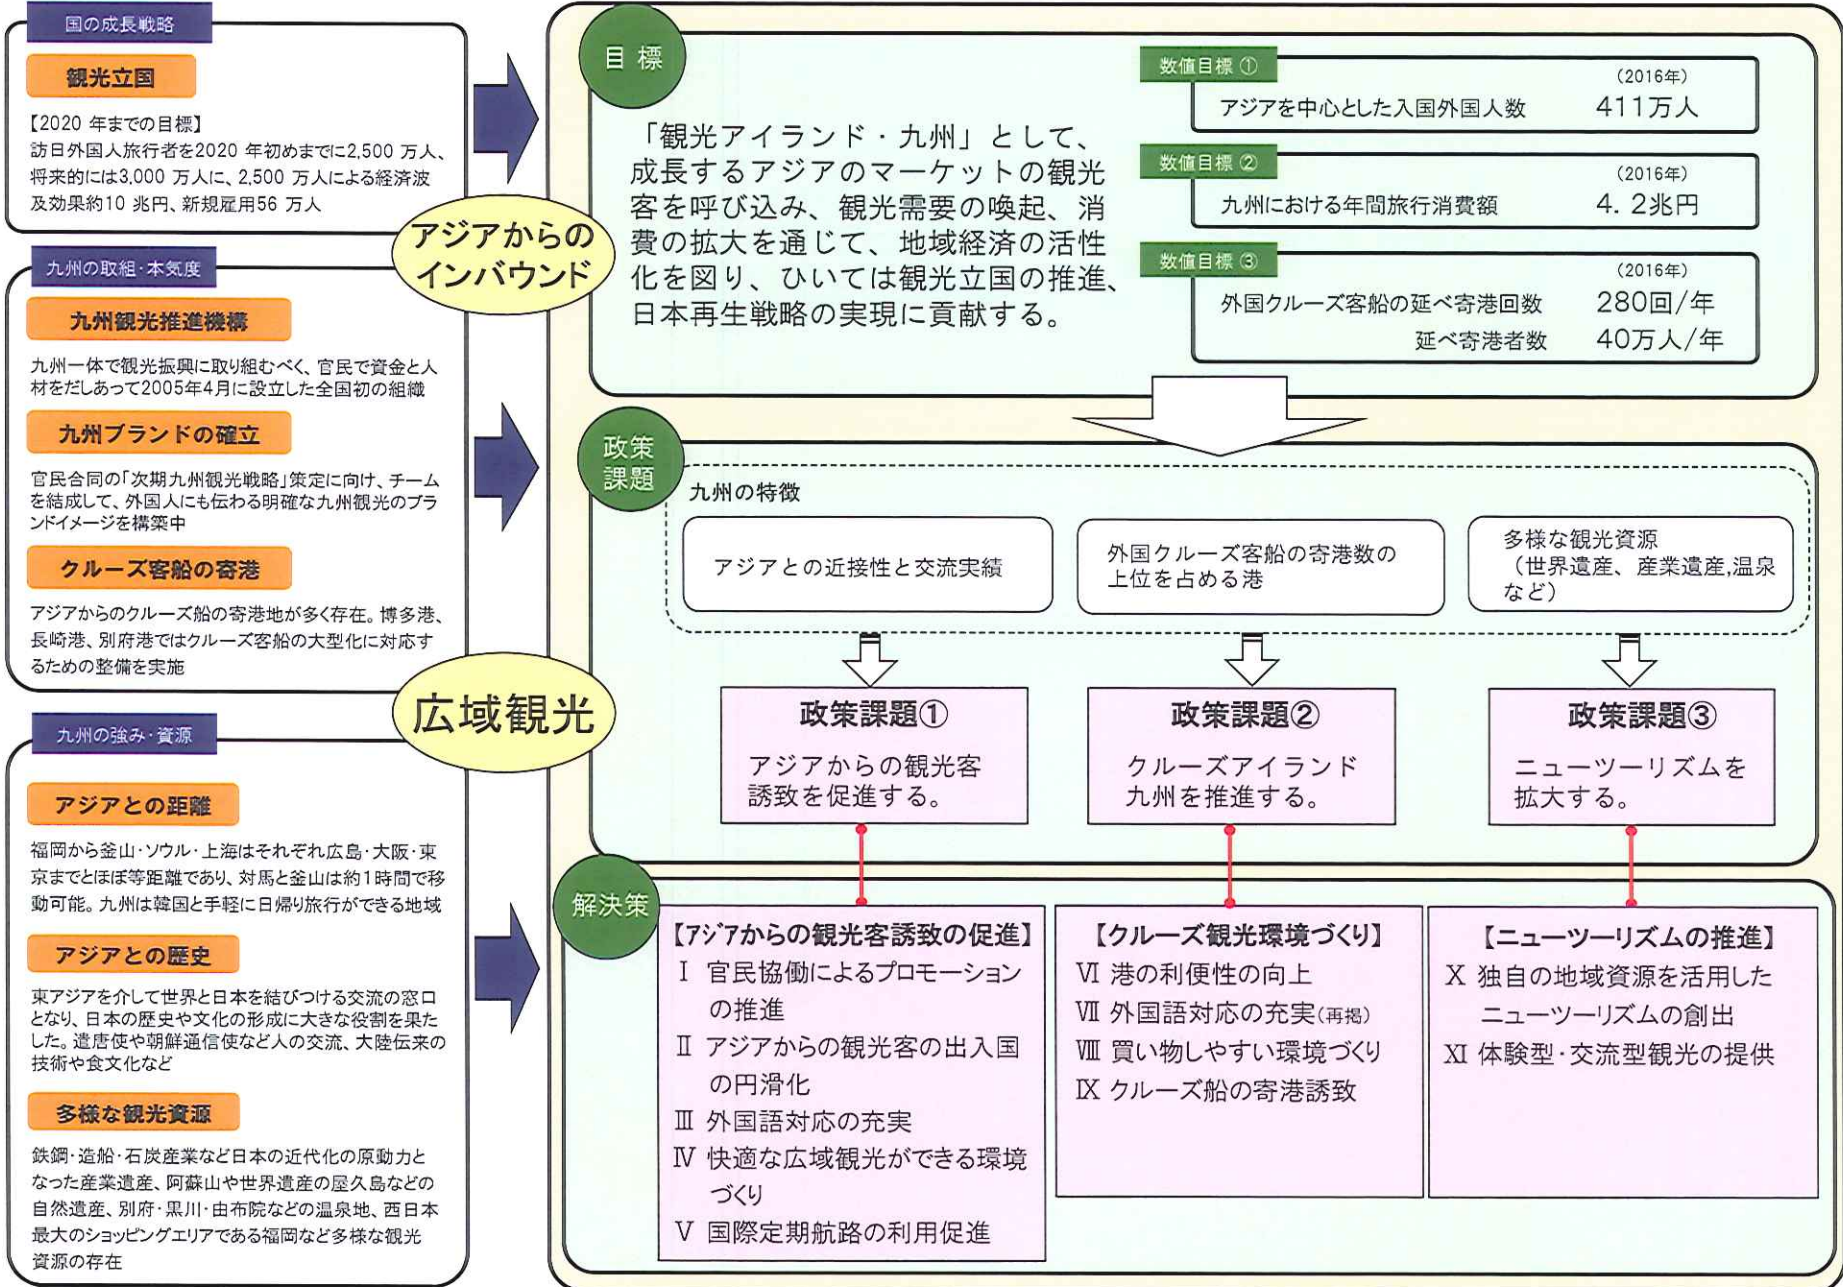 国の成長戦略
観光立国
【2020 年までの目標】
訪日外国人旅行者を2020 年初めまでに2,500 万人、
将来的には3,000 万人に、2,500 万人による経済波
及効果約10 兆円、新規雇用56 万人
九州の取組・本気度
九州観光推進機構
九州一体で観光振興に取り組むべく、官民で資金と人
材をだしあって2005年4月に設立した全国初の組織
九州ブランドの確立
官民合同の「次期九州観光戦略」策定に向け、チーム
を結成して、外国人にも伝わる明確な九州観光のブラ
ンドイメージを構築中
クルーズ客船の寄港
アジアからのクルーズ船の寄港地が多く存在。博多港、
長崎港、別府港ではクルーズ客船の大型化に対応す
るための整備を実施
九州の強み・資源
アジアとの距離
福岡から釜山・ソウル・上海はそれぞれ広島・大阪・東
京までとほぼ等距離であり、対馬と釜山は約1時間で移
動可能。九州は韓国と手軽に日帰り旅行ができる地域
アジアとの歴史
東アジアを介して世界と日本を結びつける交流の窓口
となり、日本の歴史や文化の形成に大きな役割を果た
した。遣唐使や朝鮮通信使など人の交流、大陸伝来の
技術や食文化など
多様な観光資源
鉄鋼・造船・石炭産業など日本の近代化の原動力と
なった産業遺産、阿蘇山や世界遺産の屋久島などの
自然遺産、別府・黒川・由布院などの温泉地、西日本
最大のショッピングエリアである福岡など多様な観光
資源の存在
アジアからの
インバウンド
広域観光
目 標
「観光アイランド・九州」として、
成長するアジアのマーケットの観光
客を呼び込み、観光需要の喚起、消
費の拡大を通じて、地域経済の活性
化を図り、ひいては観光立国の推進、
日本再生戦略の実現に貢献する。
数値目標 ①
（2016年）
アジアを中心とした入国外国人数 411万人
数値目標 ②
（2016年）
九州における年間旅行消費額 4. 2兆円
数値目標 ③
（2016年）
外国クルーズ客船の延べ寄港回数 280回/年
延べ寄港者数 40万人/年
政策
課題
九州の特徴
アジアとの近接性と交流実績
外国クルーズ客船の寄港数の
上位を占める港
多様な観光資源
（世界遺産、産業遺産,温泉
など）
政策課題①
アジアからの観光客
誘致を促進する。
政策課題②
クルーズアイランド
九州を推進する。
政策課題③
ニューツーリズムを
拡大する。
解決策
【アジアからの観光客誘致の促進】
Ⅰ 官民協働によるプロモーション
の推進
Ⅱ アジアからの観光客の出入国
の円滑化
Ⅲ 外国語対応の充実
Ⅳ 快適な広域観光ができる環境
づくり
Ⅴ 国際定期航路の利用促進
【クルーズ観光環境づくり】
Ⅵ 港の利便性の向上
Ⅶ 外国語対応の充実(再掲)
Ⅷ 買い物しやすい環境づくり
Ⅸ クルーズ船の寄港誘致
【ニューツーリズムの推進】
Ⅹ 独自の地域資源を活用した
ニューツーリズムの創出
Ⅺ 体験型・交流型観光の提供